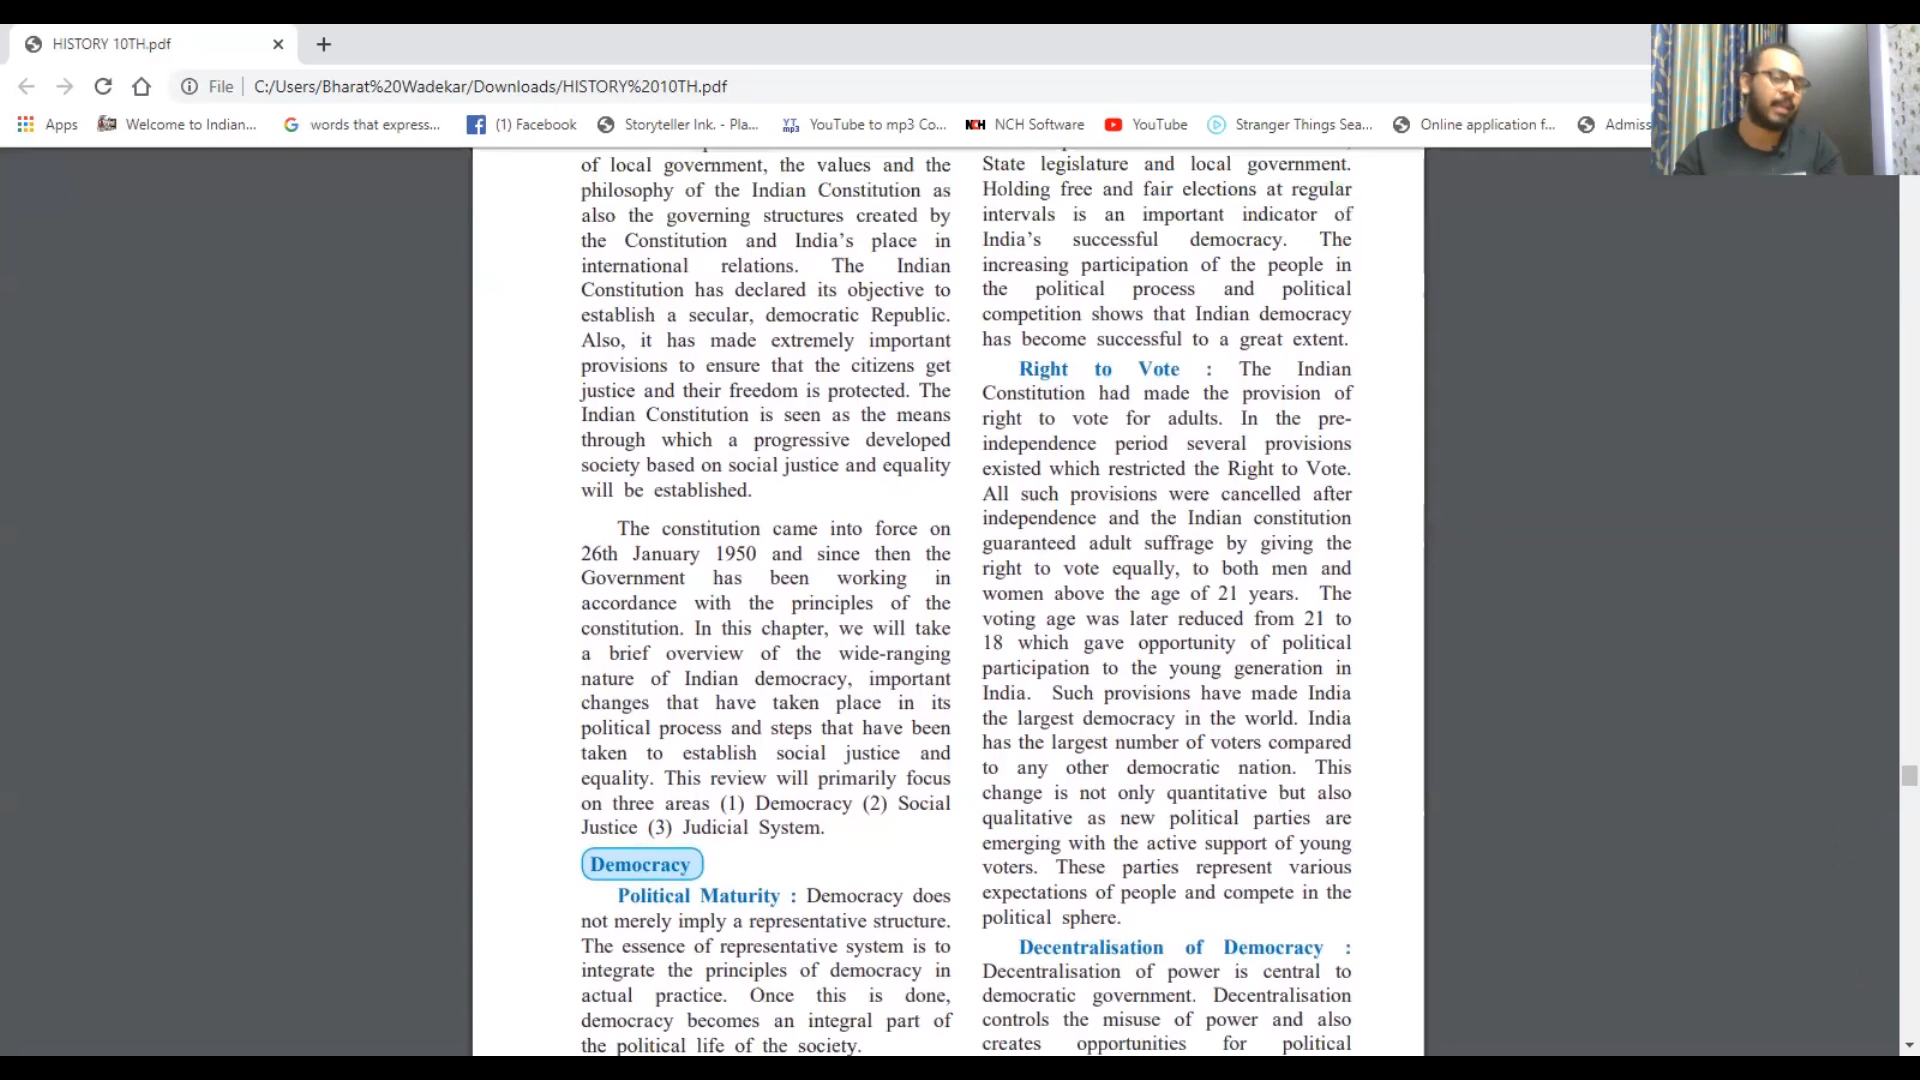 HISTORY 10TH.pdf
File
C:/Users/Bharat%20Wadekar/Downloads/HISTORY%2010TH.pdf
Apps
Welcome to Indian...
words that express...
(1) Facebook
Storyteller Ink. - Pla...
YouTube to mp3 Co...
NCH Software
YouTube
Stranger Things Sea...
Online application f...
Admiss
of local government, the values and the
philosophy of the Indian Constitution as
also the governing structures created by
the Constitution and India's place in
international relations. The Indian
Constitution has declared its objective to
establish a secular, democratic Republic.
Also, it has made extremely important
provisions to ensure that the citizens get
justice and their freedom is protected. The
Indian Constitution is seen as the means
through which a progressive developed
society based on social justice and equality
will be established.
The constitution came into force on
26th January 1950 and since then the
Government has been working in
accordance with the principles of the
constitution. In this chapter, we will take
a brief overview of the wide-ranging
nature of Indian democracy, important
changes that have taken place in its
political process and steps that have been
taken to establish social justice and
equality. This review will primarily focus
on three areas (1) Democracy (2) Social
Justice (3) Judicial System.
Democracy
Political Maturity : Democracy does
not merely imply a representative structure.
The essence of representative system is to
integrate the principles of democracy in
actual practice. Once this is done,
democracy becomes an integral part of
the political life of the society.
State legislature and local government.
Holding free and fair elections at regular
intervals is an important indicator of
India's successful democracy. The
increasing participation of the people in
the political process and political
competition shows that Indian democracy
has become successful to a great extent.
Right to Vote : The Indian
Constitution had made the provision of
right to vote for adults. In the pre-
independence period several provisions
existed which restricted the Right to Vote.
All such provisions were cancelled after
independence and the Indian constitution
guaranteed adult suffrage by giving the
right to vote equally, to both men and
women above the age of 21 years. The
voting age was later reduced from 21 to
18 which gave opportunity of political
participation to the young generation in
India. Such provisions have made India
the largest democracy in the world. India
has the largest number of voters compared
to any other democratic nation. This
change is not only quantitative but also
qualitative as new political parties are
emerging with the active support of young
voters. These parties represent various
expectations of people and compete in the
political sphere.
Decentralisation of Democracy :
Decentralisation of power is central to
democratic government. Decentralisation
controls the misuse of power and also
creates opportunities for political